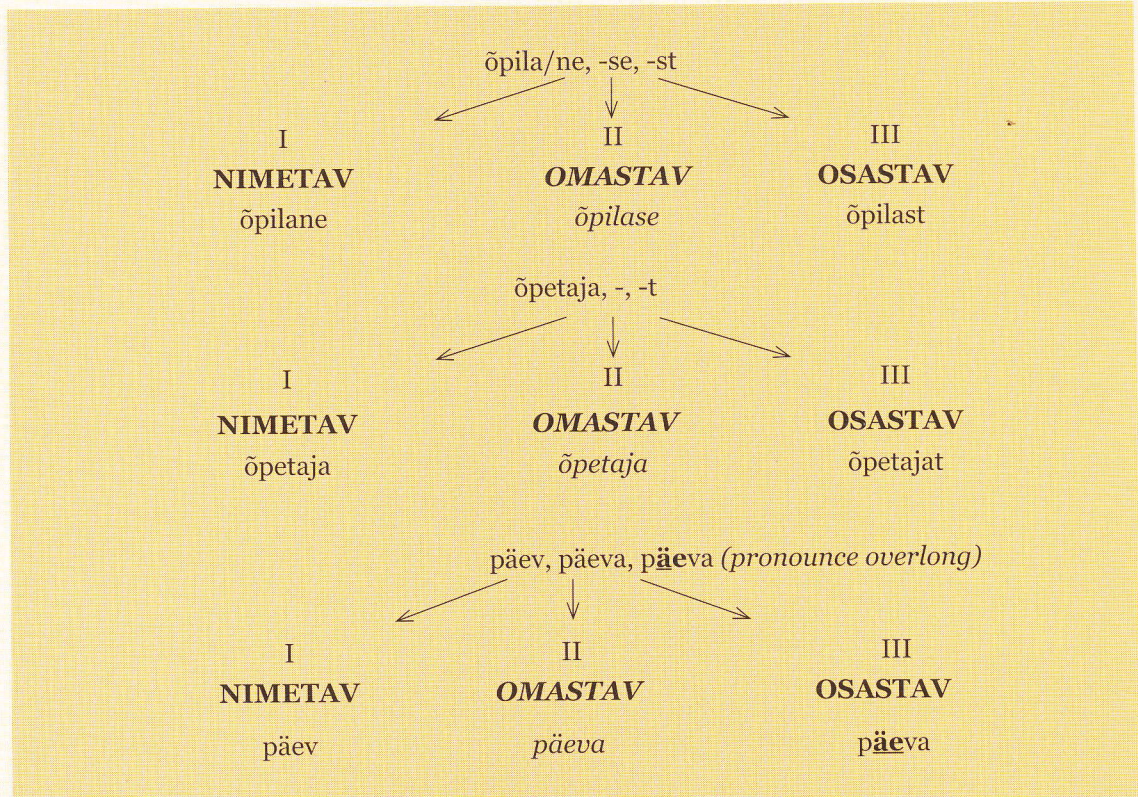 õpila/ne, -se, -st
I II III
NIMETAV OMASTAV OSASTAV
õpilane õpilase õpilast
õpetaja, -, -t
I II III
NIMETAV OMASTAV OSASTAV
õpetaja õpetaja õpetajat
päev, päeva, päeva (pronounce overlong)
I II III
NIMETAV OMASTAV OSASTAV
päev päeva päeva